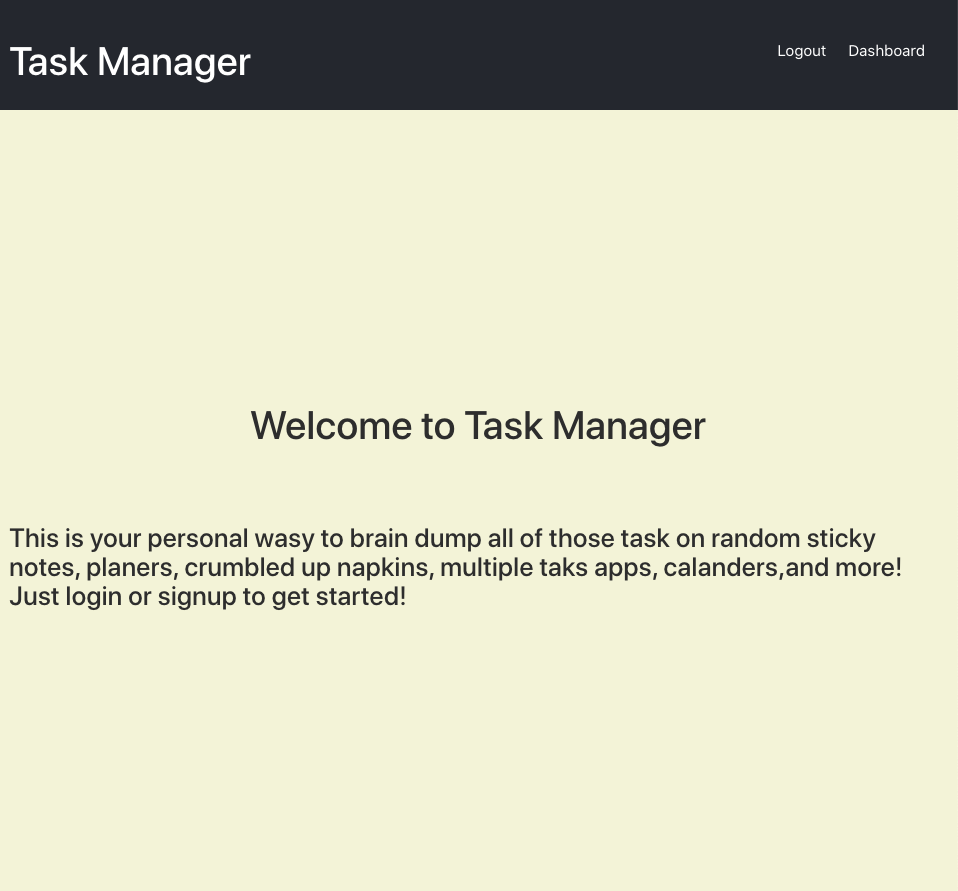 Task Manager
Logout Dashboard
Welcome to Task Manager
This is your personal wasy to brain dump all of those task on random sticky
notes, planers, crumbled up napkins, multiple taks apps, calanders,and more!
Just login or signup to get started!